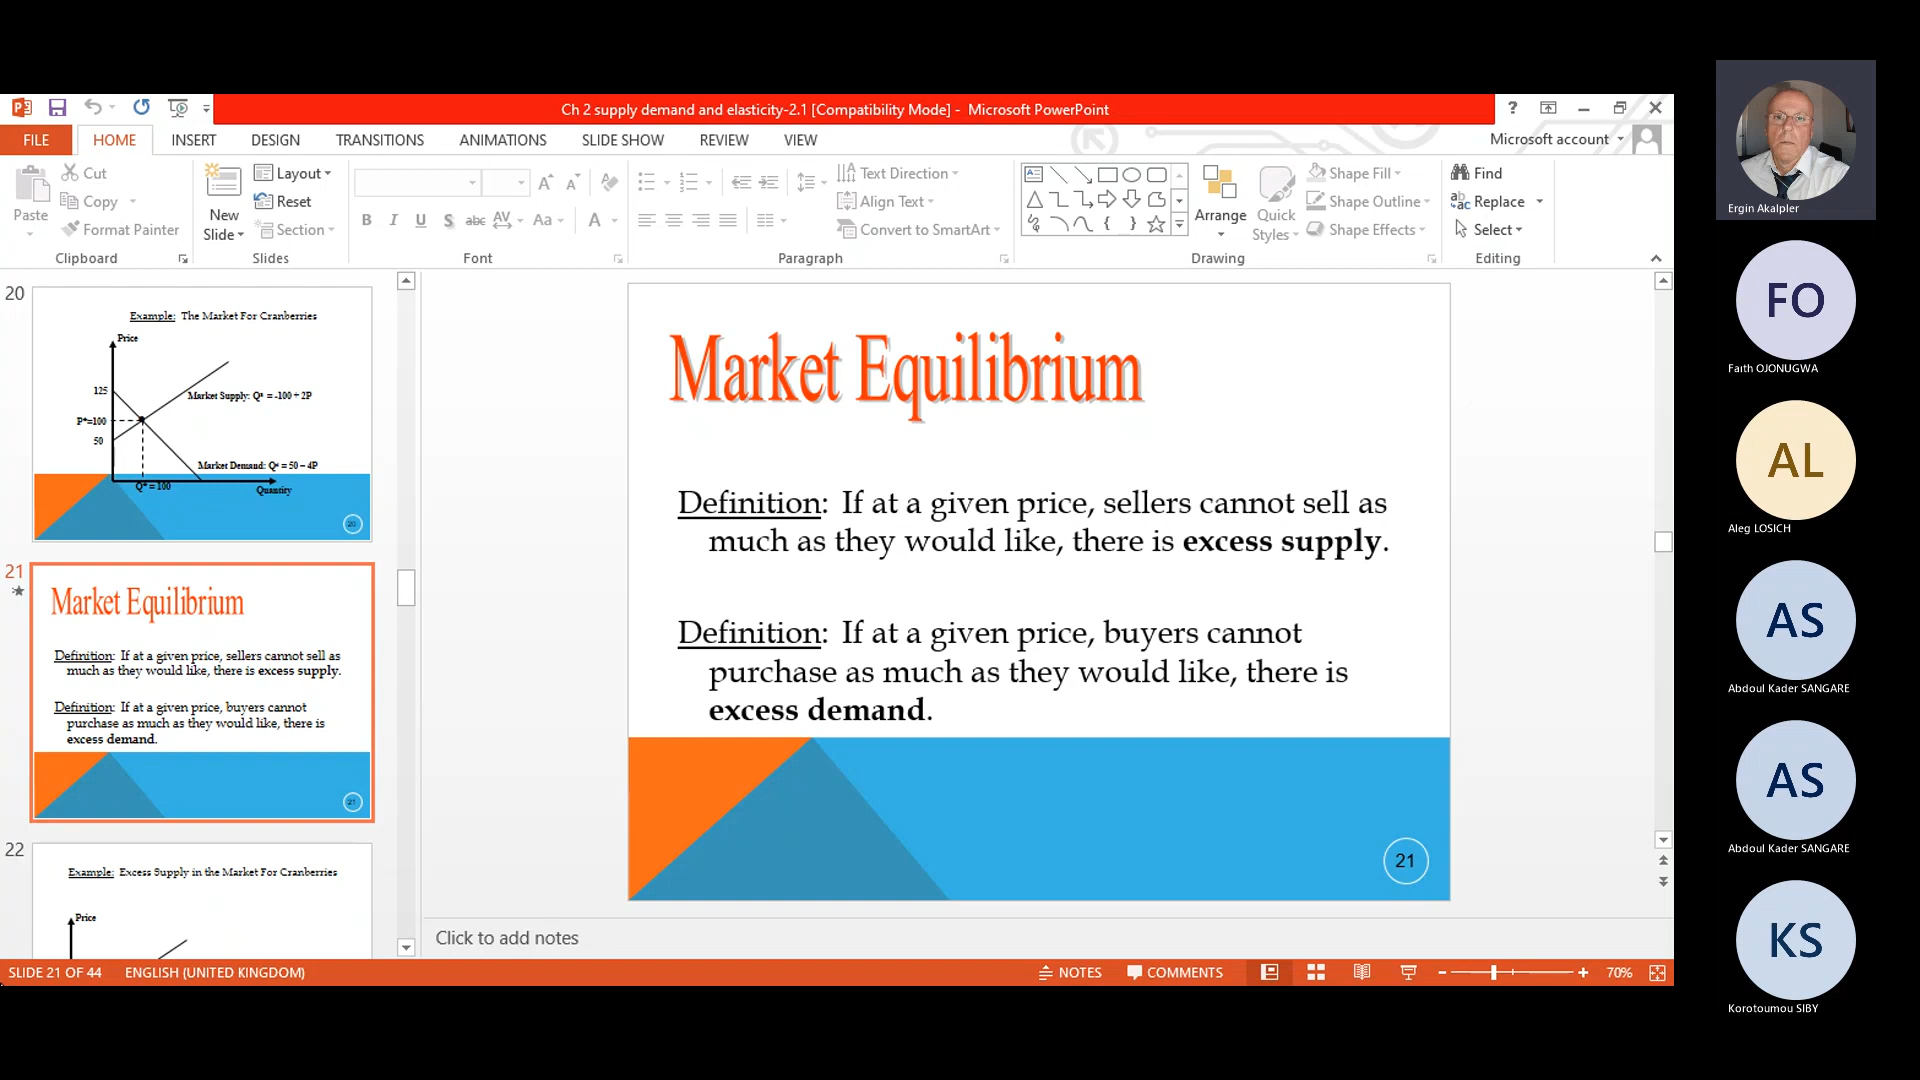 Ch 2 supply demand and elasticity-2.1 [Compatibility Mode] - Microsoft PowerPoint
?
FILE HOME INSERT DESIGN TRANSITIONS ANIMATIONS SLIDE SHOW REVIEW VIEW
Microsoft account
Paste
Cut
Copy
Format Painter
Clipboard
New Slide
Layout
Reset
Section
Slides
B I U S abc AV Aa A
Font
Text Direction
Align Text
Convert to SmartArt
Paragraph
Arrange
Quick Styles
Shape Fill
Shape Outline
Shape Effects
Drawing
Find
Replace
Select
Editing
20
Example: The Market For Cranberries
Price
125
Market Supply: Qs = -100 + 2P
P*=100
50
Market Demand: Qd = 50 – 4P
Q* = 100
Quantity
20
21
Market Equilibrium
Definition: If at a given price, sellers cannot sell as
much as they would like, there is excess supply.
Definition: If at a given price, buyers cannot
purchase as much as they would like, there is
excess demand.
21
22
Example: Excess Supply in the Market For Cranberries
Price
Market Equilibrium
Definition: If at a given price, sellers cannot sell as
much as they would like, there is excess supply.
Definition: If at a given price, buyers cannot
purchase as much as they would like, there is
excess demand.
21
Click to add notes
SLIDE 21 OF 44 ENGLISH (UNITED KINGDOM)
NOTES COMMENTS 70%
Ergin Akalpler
FO
Faith OJONUGWA
AL
Aleg LOSICH
AS
Abdoul Kader SANGARE
AS
Abdoul Kader SANGARE
KS
Korotoumou SIBY